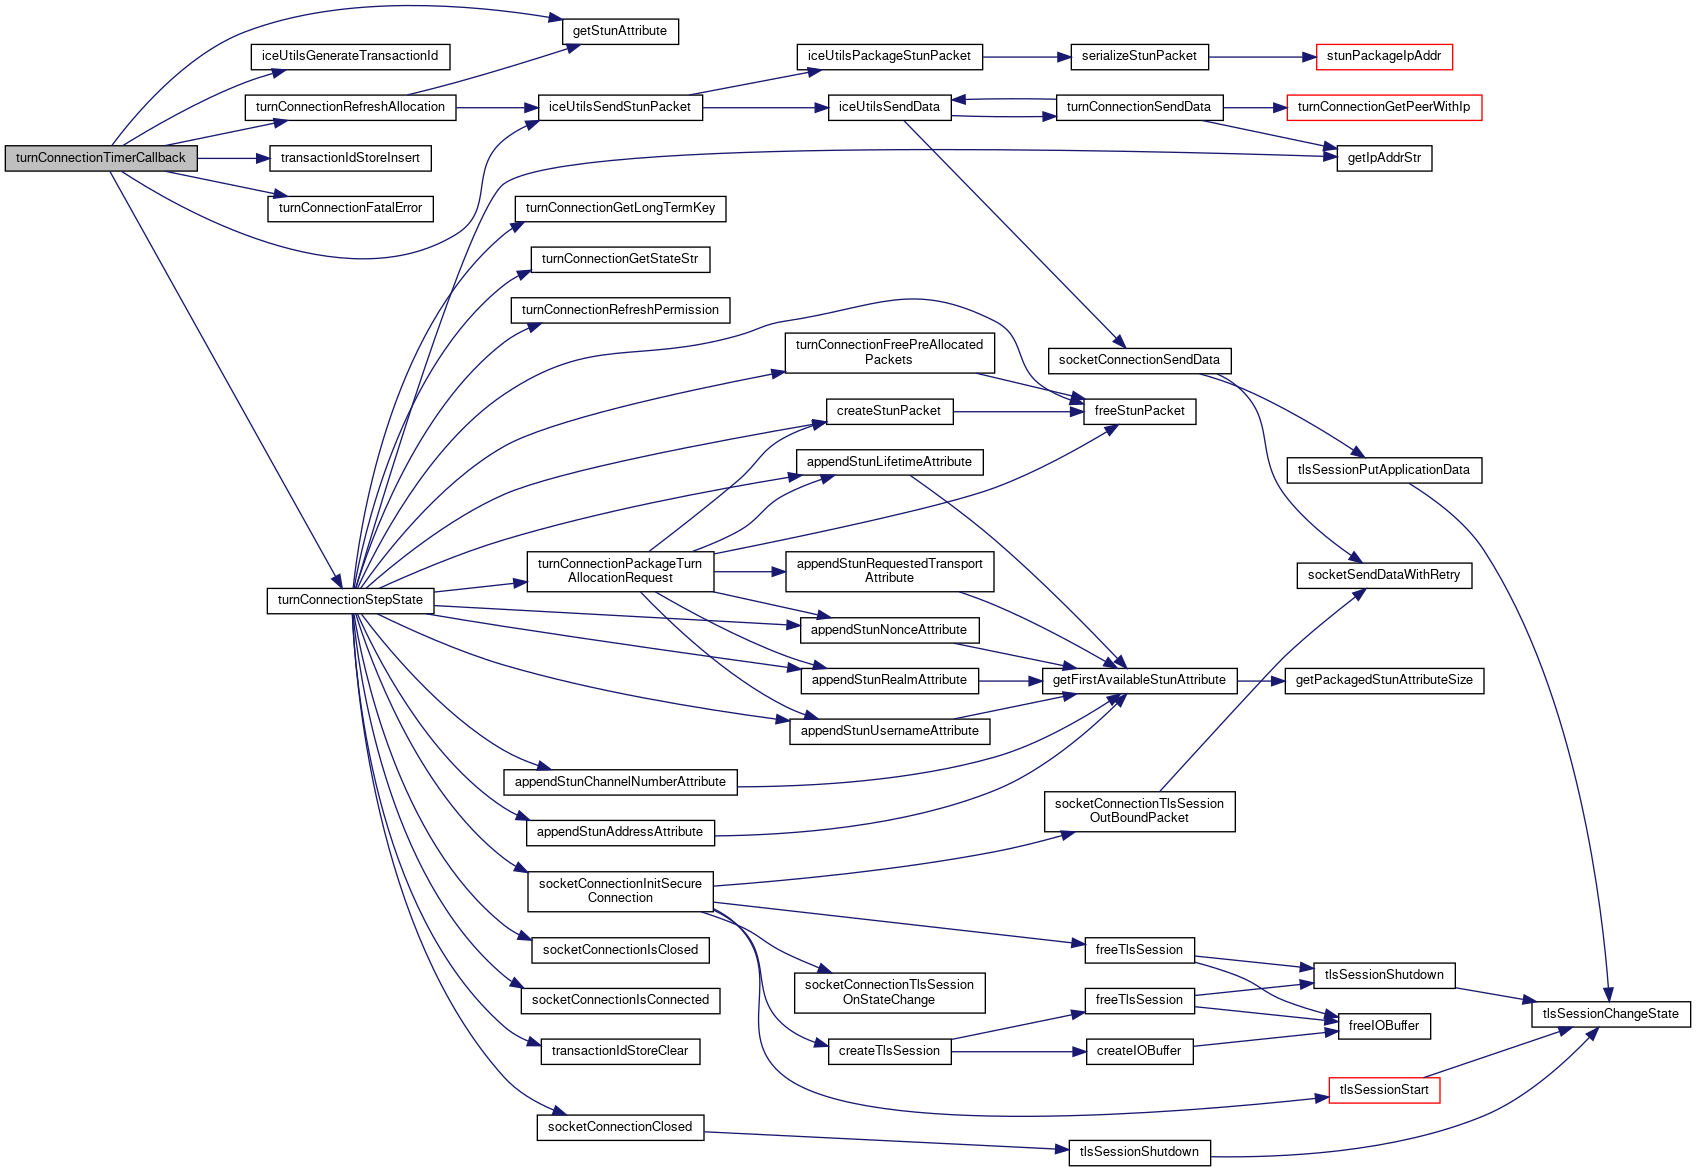 getStunAttribute
iceUtilsGenerateTransactionId
iceUtilsPackageStunPacket
serializeStunPacket
stunPackageIpAddr
turnConnectionRefreshAllocation
iceUtilsSendStunPacket
iceUtilsSendData
turnConnectionSendData
turnConnectionGetPeerWithIp
turnConnectionTimerCallback
transactionIdStoreInsert
getIpAddrStr
turnConnectionFatalError
turnConnectionGetLongTermKey
turnConnectionGetStateStr
turnConnectionRefreshPermission
turnConnectionFreePreAllocated
Packets
socketConnectionSendData
createStunPacket
freeStunPacket
appendStunLifetimeAttribute
tlsSessionPutApplicationData
turnConnectionPackageTurn
AllocationRequest
appendStunRequestedTransport
Attribute
socketSendDataWithRetry
turnConnectionStepState
appendStunNonceAttribute
appendStunRealmAttribute
getFirstAvailableStunAttribute
getPackagedStunAttributeSize
appendStunUsernameAttribute
appendStunChannelNumberAttribute
socketConnectionTlsSession
OutBoundPacket
appendStunAddressAttribute
socketConnectionInitSecure
Connection
socketConnectionIsClosed
freeTlsSession
tlsSessionShutdown
socketConnectionTlsSession
OnStateChange
socketConnectionIsConnected
freeTlsSession
tlsSessionChangeState
freeIOBuffer
transactionIdStoreClear
createTlsSession
createIOBuffer
tlsSessionStart
socketConnectionClosed
tlsSessionShutdown